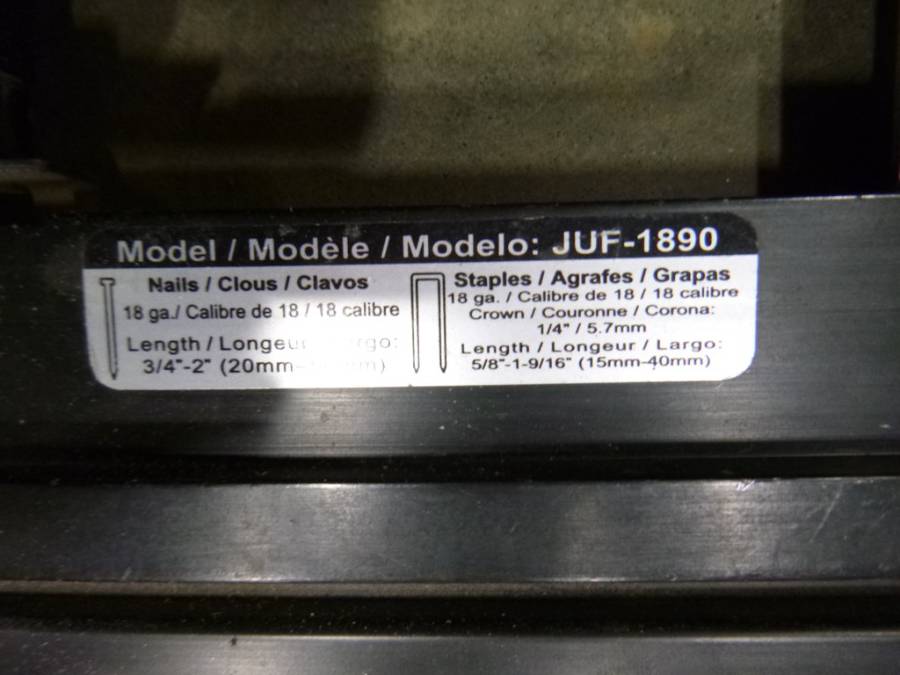 Model / Modèle / Modelo: JUF-1890
Nails / Clous / Clavos
18 ga./ Calibre de 18 / 18 calibre
Length /
3/4"-2" (20mm-
Staples / Agrafes / Grapas
18 ga. / Calibre de 18 / 18 calibre
Crown / Couronne / Corona:
1/4" / 5.7mm
Length / Longeur / Largo:
5/8"-1-9/16" (15mm-40mm)